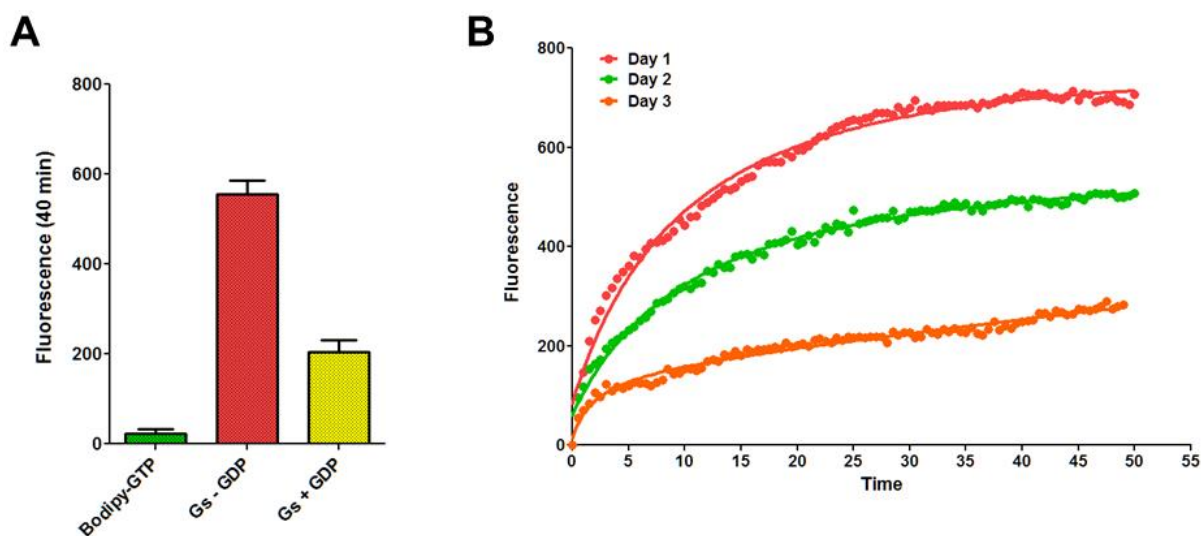 A
Fluorescence (40 min)
800
600
400
200
0
Bodipy-GTP
Gs - GDP
Gs + GDP
B
Day 1
Day 2
Day 3
Fluorescence
800
600
400
200
0
0 5 10 15 20 25 30 35 40 45 50 55
Time